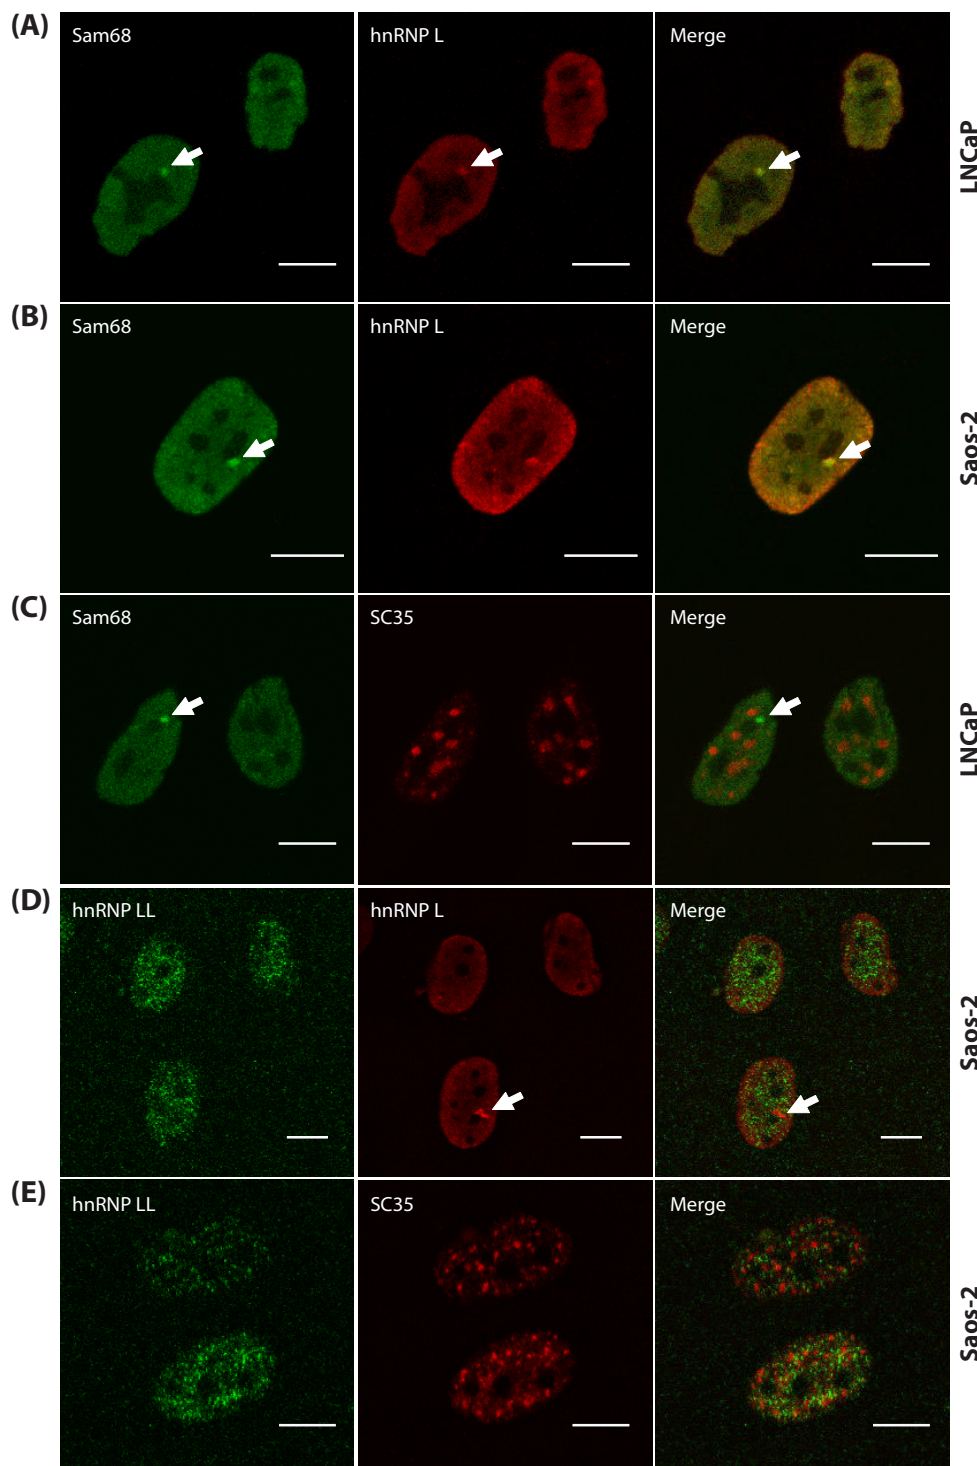 (A)
Sam68
hnRNP L
Merge
LNCaP
(B)
Sam68
hnRNP L
Merge
Saos-2
(C)
Sam68
SC35
Merge
LNCaP
(D)
hnRNP LL
hnRNP L
Merge
Saos-2
(E)
hnRNP LL
SC35
Merge
Saos-2